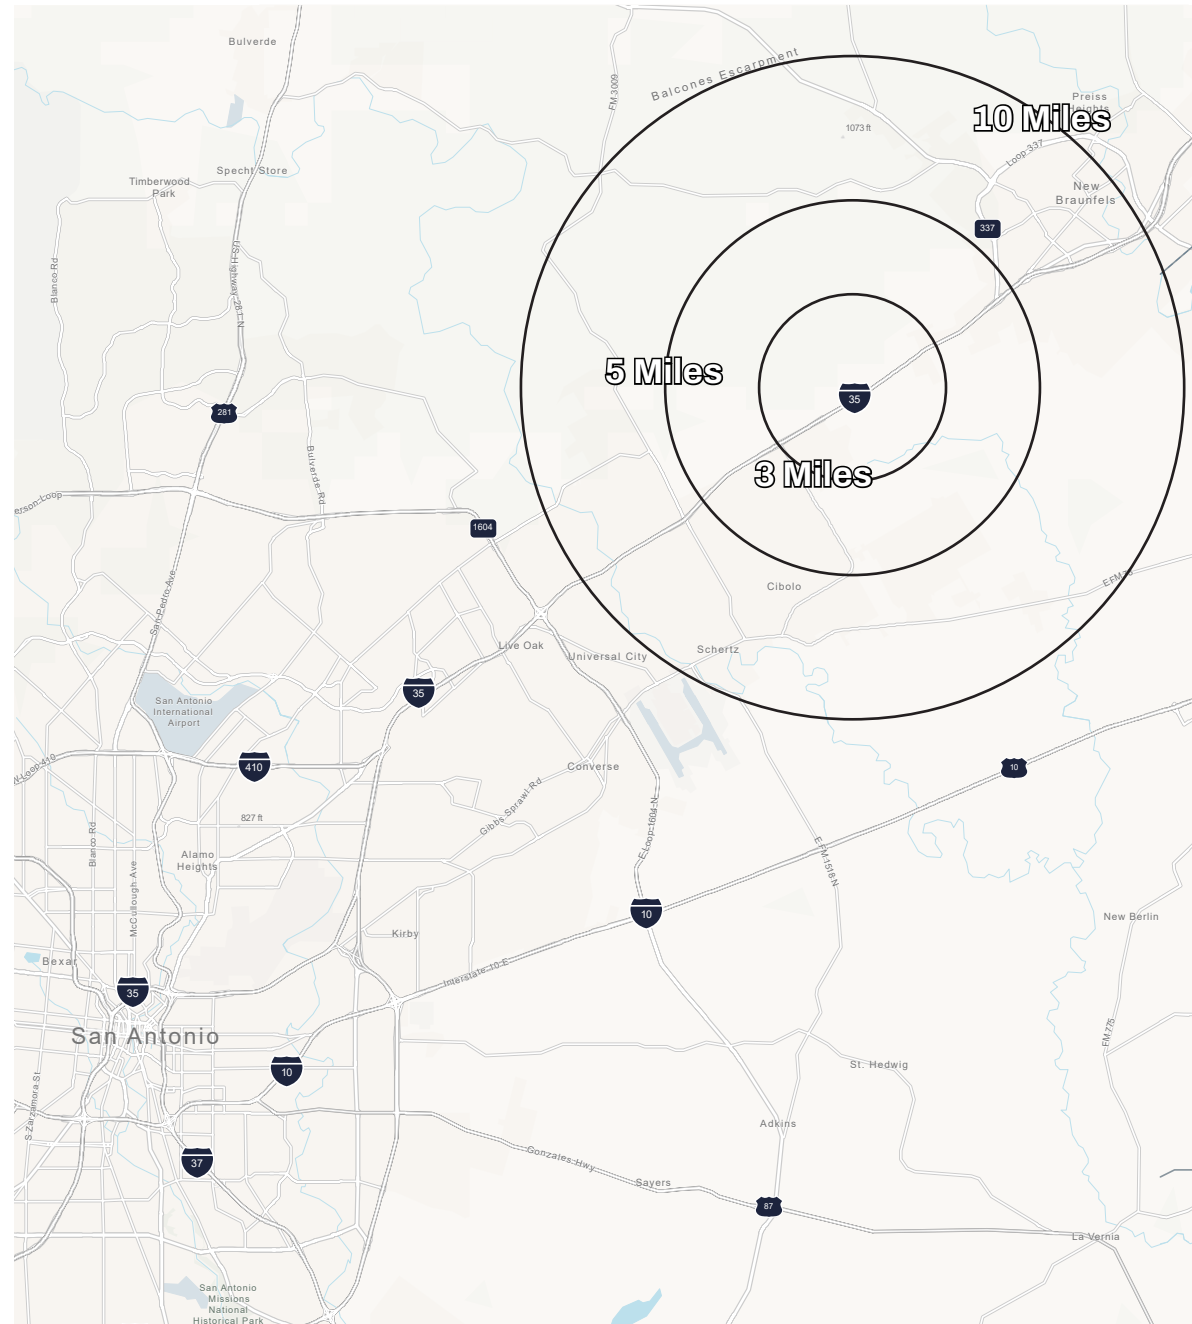 Bulverde
Balcones Escarpment
FM 3009
Preiss
Heights
10 Miles
1073 ft
Loop 337
Specht Store
Timberwood
Park
New
Braunfels
337
US Highway 281 N
Blanco Rd
5 Miles
35
281
Bulverde Rd
3 Miles
erson Loop
1604
San Pedro Ave
Cibolo
E FM 78
Live Oak
Universal City
Schertz
35
San Antonio
International
Airport
W Loop 410
410
Converse
10
Gibbs Sprawl Rd
827 ft
E Loop 1604 N
Blanco Rd
Alamo
Heights
E FM 1518 N
McCullough Ave
10
New Berlin
Kirby
Bexar
Interstate 10 E
35
San Antonio
FM 775
St. Hedwig
10
S Zarzamora St
Adkins
37
Gonzales Hwy
Sayers
87
La Vernia
San Antonio
Missions
National
Historical Park